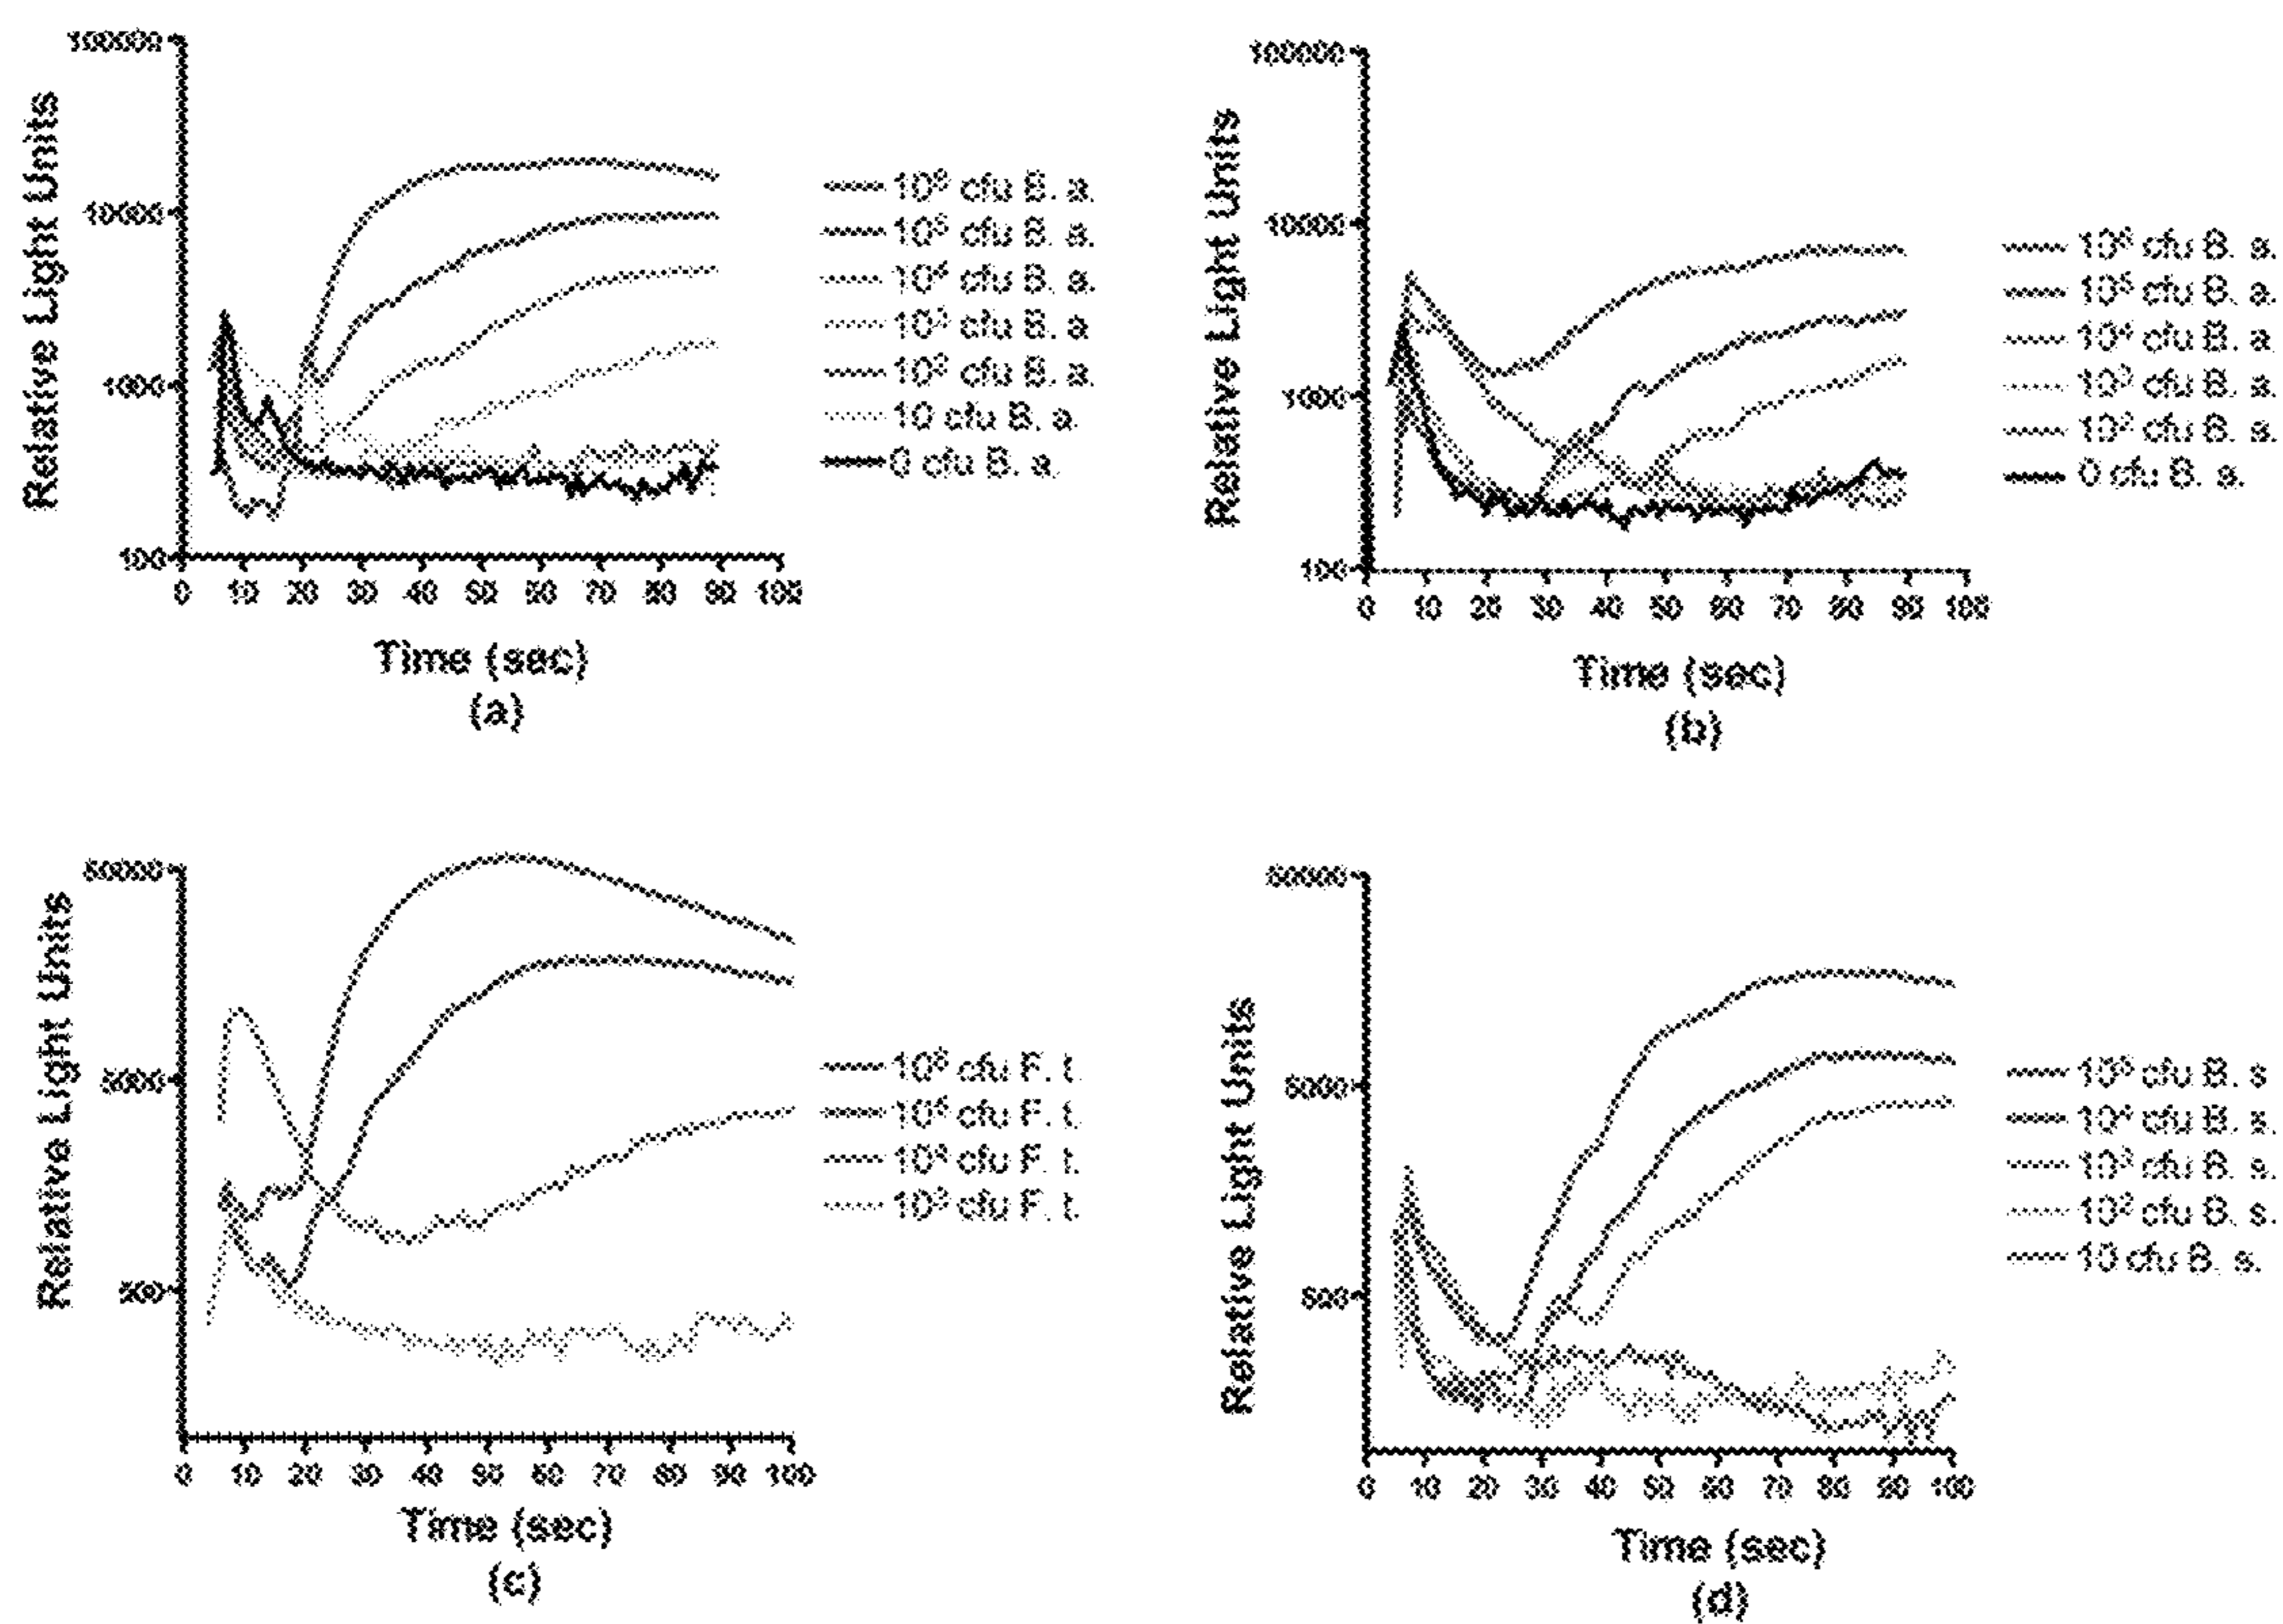 100000
10000
1000
100
Relative Light Units
0 10 20 30 40 50 60 70 80 90 100
Time (sec)
(a)
10⁶ cfu B. a.
10⁵ cfu B. a.
10⁴ cfu B. a.
10³ cfu B. a
10² cfu B. a
10 cfu B. a
0 cfu B. a.
100000
10000
1000
100
Relative Light Units
0 10 20 30 40 50 60 70 80 90 100
Time (sec)
(b)
10⁶ cfu B. a.
10⁵ cfu B. a.
10⁴ cfu B. a
10³ cfu B. a.
10² cfu B. a.
0 cfu B. a.
50000
5000
500
Relative Light Units
0 10 20 30 40 50 60 70 80 90 100
Time (sec)
(c)
cfu F. t.
cfu F. t.
cfu F. t.
cfu F. t.
50000
5000
500
Relative Light Units
0 10 20 30 40 50 60 70 80 90 100
Time (sec)
(d)
10⁵ cfu B. s
10⁴ cfu B. s.
10³ cfu B. s.
10² cfu B. s.
10 cfu B. s.